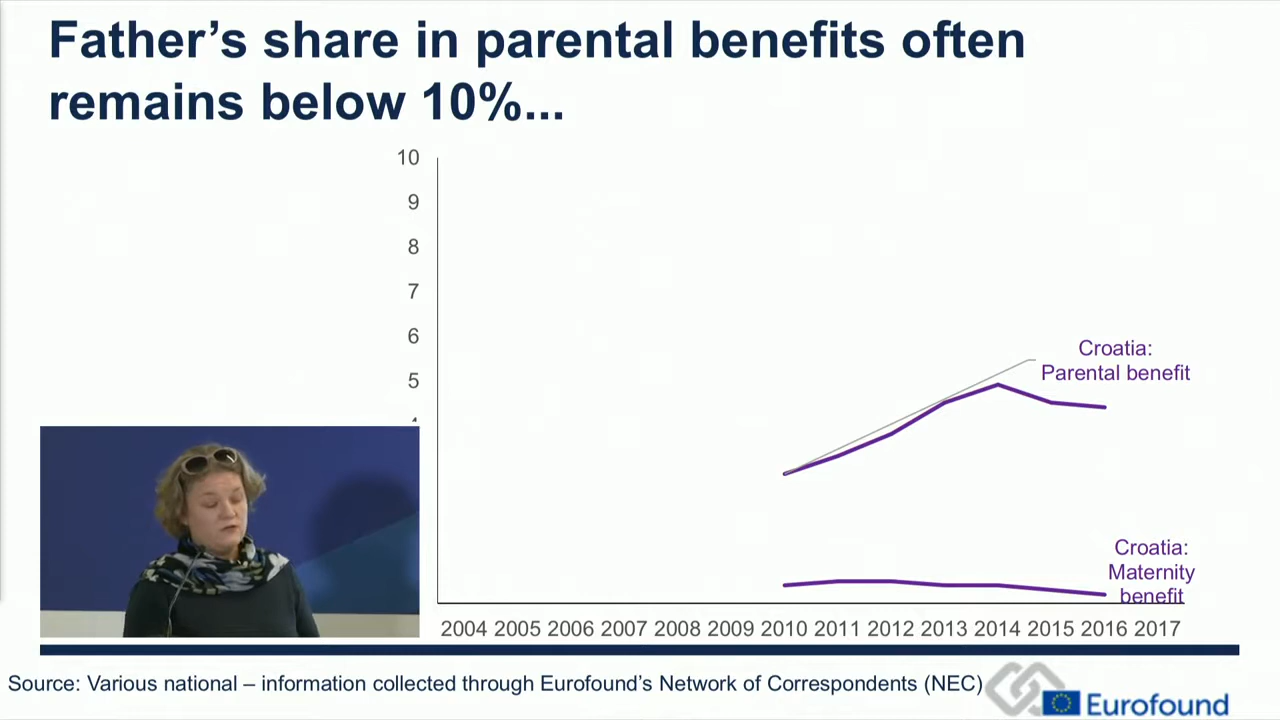 Father’s share in parental benefits often
remains below 10%...
10
9
8
7
6
5
Croatia:
Parental benefit
Croatia:
Maternity
benefit
2004 2005 2006 2007 2008 2009 2010 2011 2012 2013 2014 2015 2016 2017
Source: Various national – information collected through Eurofound’s Network of Correspondents (NEC)
Eurofound